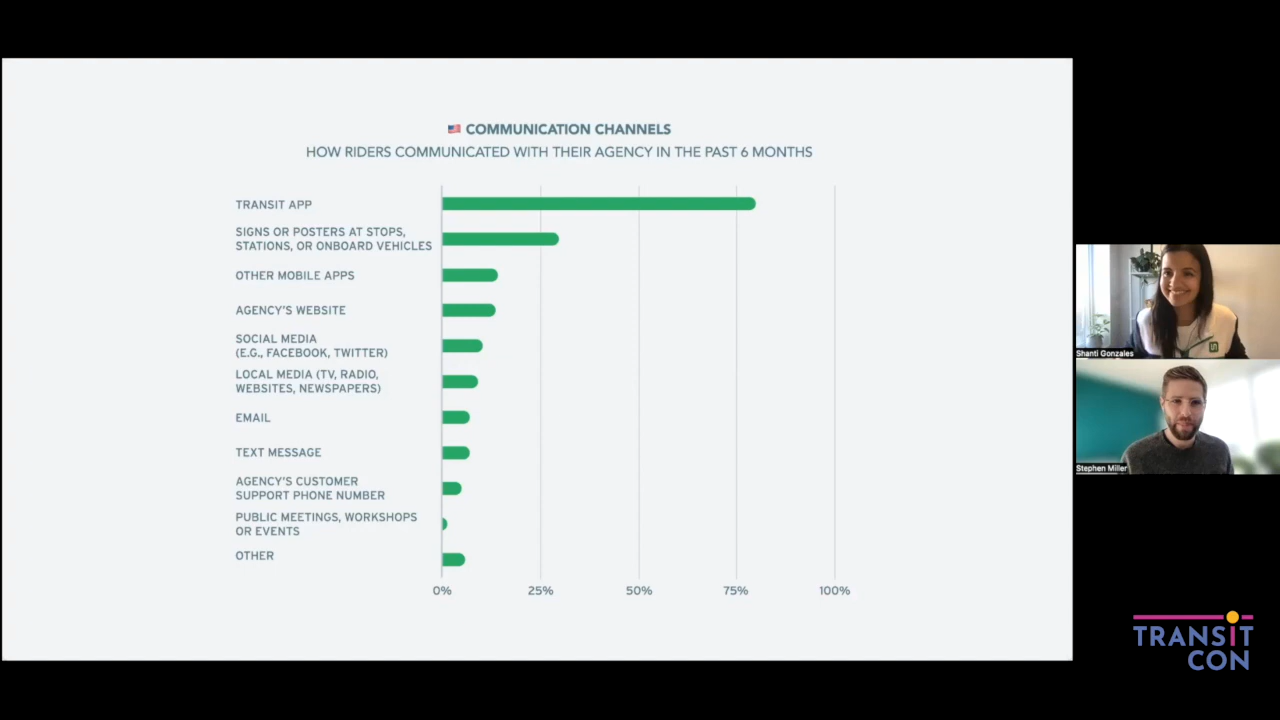 COMMUNICATION CHANNELS
HOW RIDERS COMMUNICATED WITH THEIR AGENCY IN THE PAST 6 MONTHS
TRANSIT APP
SIGNS OR POSTERS AT STOPS,
STATIONS, OR ONBOARD VEHICLES
OTHER MOBILE APPS
AGENCY'S WEBSITE
SOCIAL MEDIA
(E.G., FACEBOOK, TWITTER)
LOCAL MEDIA (TV, RADIO,
WEBSITES, NEWSPAPERS)
EMAIL
TEXT MESSAGE
AGENCY'S CUSTOMER
SUPPORT PHONE NUMBER
PUBLIC MEETINGS, WORKSHOPS
OR EVENTS
OTHER
0% 25% 50% 75% 100%
Shanti Gonzales
Stephen Miller
TRANSIT
CON